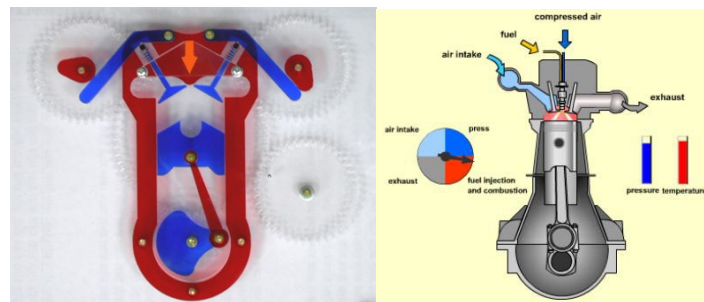 compressed air
fuel
air intake
exhaust
air intake
press
exhaust
fuel injection
and combustion
pressure
temperature